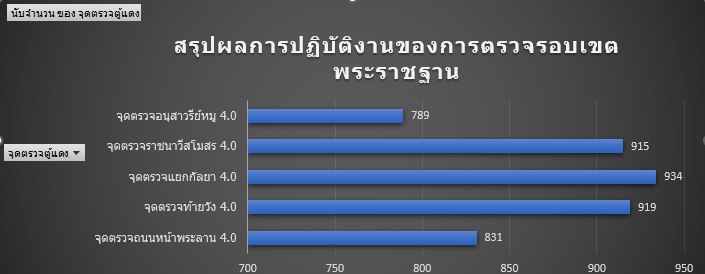 นับจำนวน ของ จุดตรวจตู้แดง
สรุปผลการปฏิบัติงานของการตรวจรอบเขต
พระราชฐาน
จุดตรวจอนุสาวรีย์หมู 4.0
789
จุดตรวจราชนาวีสโมสร 4.0
915
จุดตรวจตู้แดง
จุดตรวจแยกกัลยา 4.0
934
จุดตรวจท้ายวัง 4.0
919
จุดตรวจถนนหน้าพระลาน 4.0
831
700 750 800 850 900 950